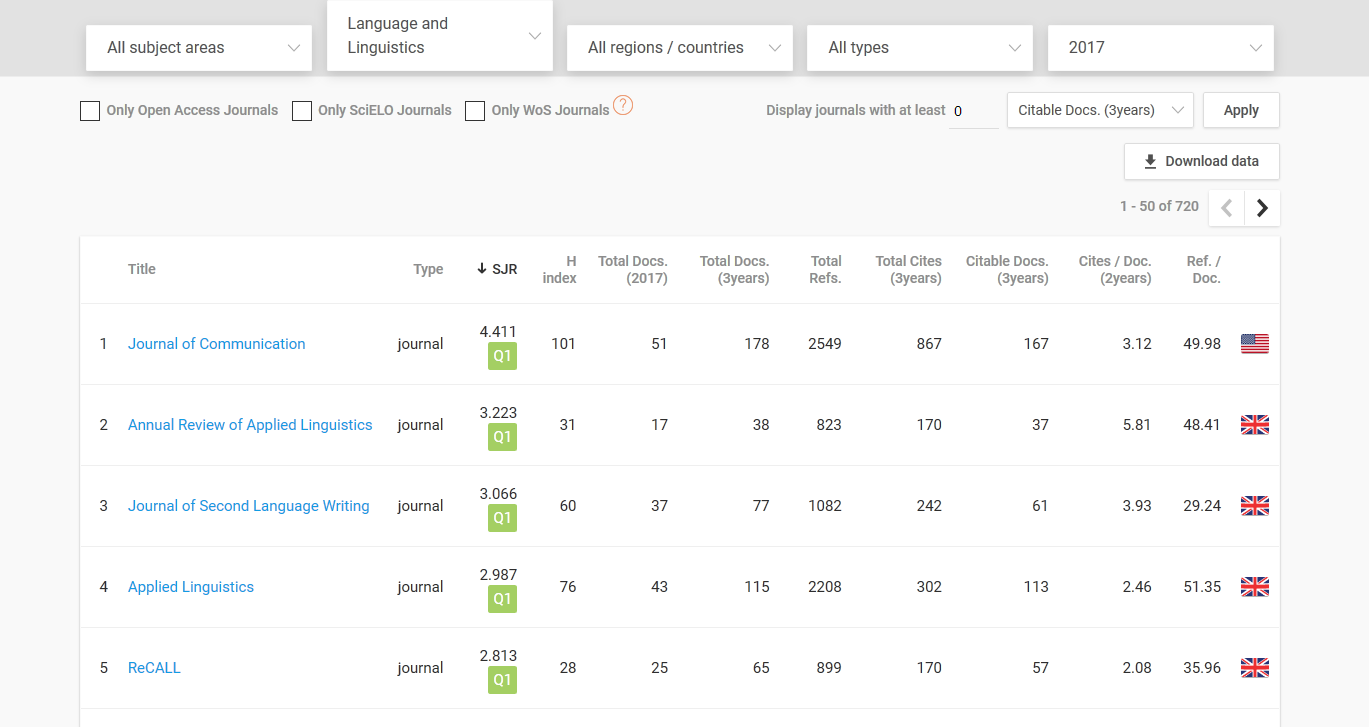 All subject areas
Language and
Linguistics
All regions / countries
All types
2017
Only Open Access Journals Only SciELO Journals Only WoS Journals ? Display journals with at least 0 Citable Docs. (3years) Apply
Download data
1 - 50 of 720
Title Type SJR H index Total Docs. (2017) Total Docs. (3years) Total Refs. Total Cites (3years) Citable Docs. (3years) Cites / Doc. (2years) Ref. / Doc.
1 Journal of Communication journal 4.411 Q1 101 51 178 2549 867 167 3.12 49.98
2 Annual Review of Applied Linguistics journal 3.223 Q1 31 17 38 823 170 37 5.81 48.41
3 Journal of Second Language Writing journal 3.066 Q1 60 37 77 1082 242 61 3.93 29.24
4 Applied Linguistics journal 2.987 Q1 76 43 115 2208 302 113 2.46 51.35
5 ReCALL journal 2.813 Q1 28 25 65 899 170 57 2.08 35.96